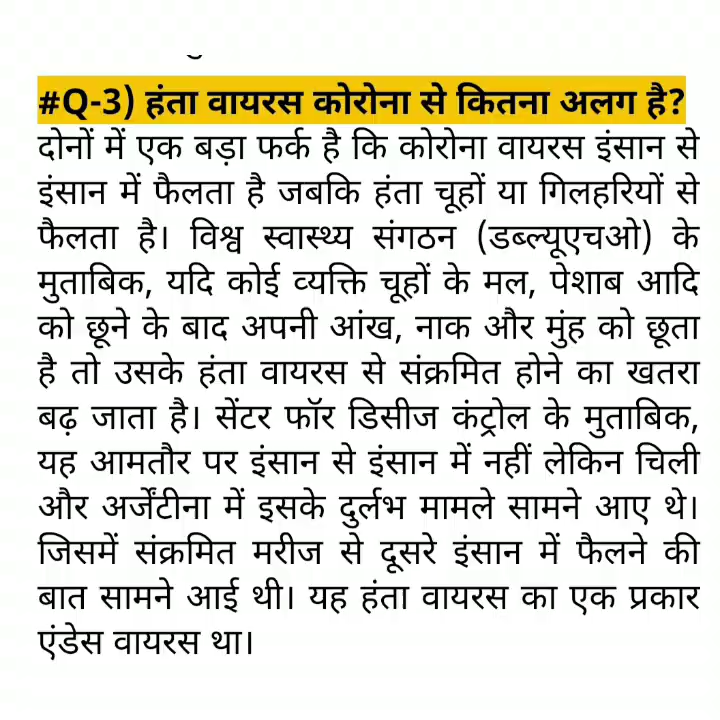 #Q-3) हंता वायरस कोरोना से कितना अलग है?
दोनों में एक बड़ा फर्क है कि कोरोना वायरस इंसान से
इंसान में फैलता है जबकि हंता चूहों या गिलहरियों से
फैलता है। विश्व स्वास्थ्य संगठन (डब्ल्यूएचओ) के
मुताबिक, यदि कोई व्यक्ति चूहों के मल, पेशाब आदि
को छूने के बाद अपनी आंख, नाक और मुंह को छूता
है तो उसके हंता वायरस से संक्रमित होने का खतरा
बढ़ जाता है। सेंटर फॉर डिसीज कंट्रोल के मुताबिक,
यह आमतौर पर इंसान से इंसान में नहीं लेकिन चिली
और अर्जेंटीना में इसके दुर्लभ मामले सामने आए थे।
जिसमें संक्रमित मरीज से दूसरे इंसान में फैलने की
बात सामने आई थी। यह हंता वायरस का एक प्रकार
एंडेस वायरस था।